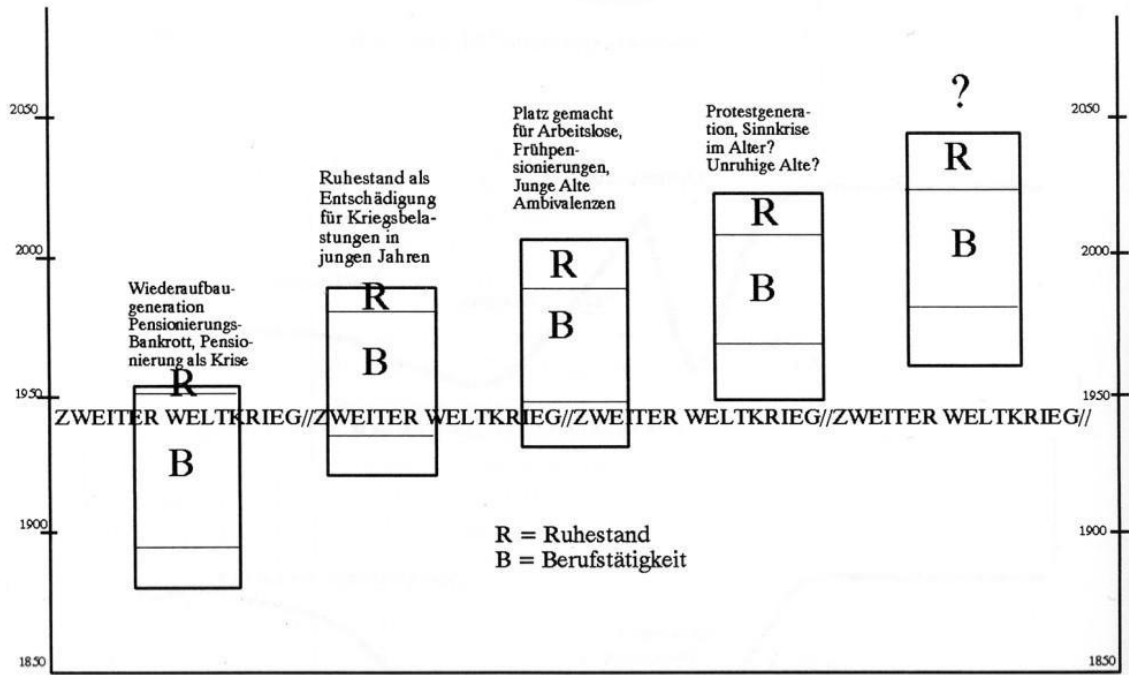 ?
2050
2050
Platz gemacht
für Arbeitslose,
Frühpen-
sionierungen,
Junge Alte
Ambivalenzen
Protestgenera-
tion, Sinnkrise
im Alter?
Unruhige Alte?
R
Ruhestand als
Entschädigung
für Kriegsbela-
stungen in
jungen Jahren
R
B
2000
2000
R
B
Wiederaufbau-
generation
Pensionierungs-
Bankrott, Pensio-
nierung als Krise
R
B
R
B
1950
1950
ZWEITER WELTKRIEG//ZWEITER WELTKRIEG//ZWEITER WELTKRIEG//ZWEITER WELTKRIEG//
B
1900
1900
R = Ruhestand
B = Berufstätigkeit
1850
1850